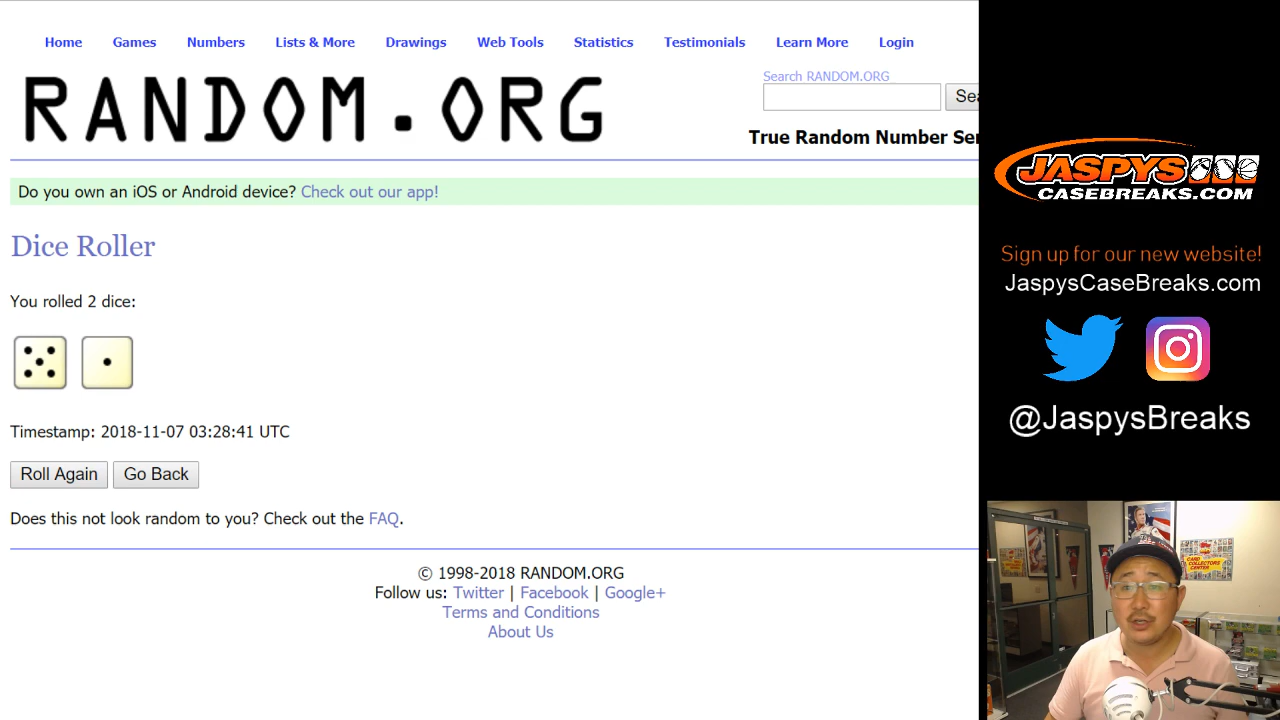 Home Games Numbers Lists & More Drawings Web Tools Statistics Testimonials Learn More Login
RANDOM.ORG
Search RANDOM.ORG
True Random Number
Do you own an iOS or Android device? Check out our app!
Dice Roller
You rolled 2 dice:
Timestamp: 2018-11-07 03:28:41 UTC
Roll Again Go Back
Does this not look random to you? Check out the FAQ.
© 1998-2018 RANDOM.ORG
Follow us: Twitter | Facebook | Google+
Terms and Conditions
About Us
JASPYS
CASEBREAKS.COM
Sign up for our new website!
JaspysCaseBreaks.com
@JaspysBreaks
topps
CARD
COLLECTORS
CENTER